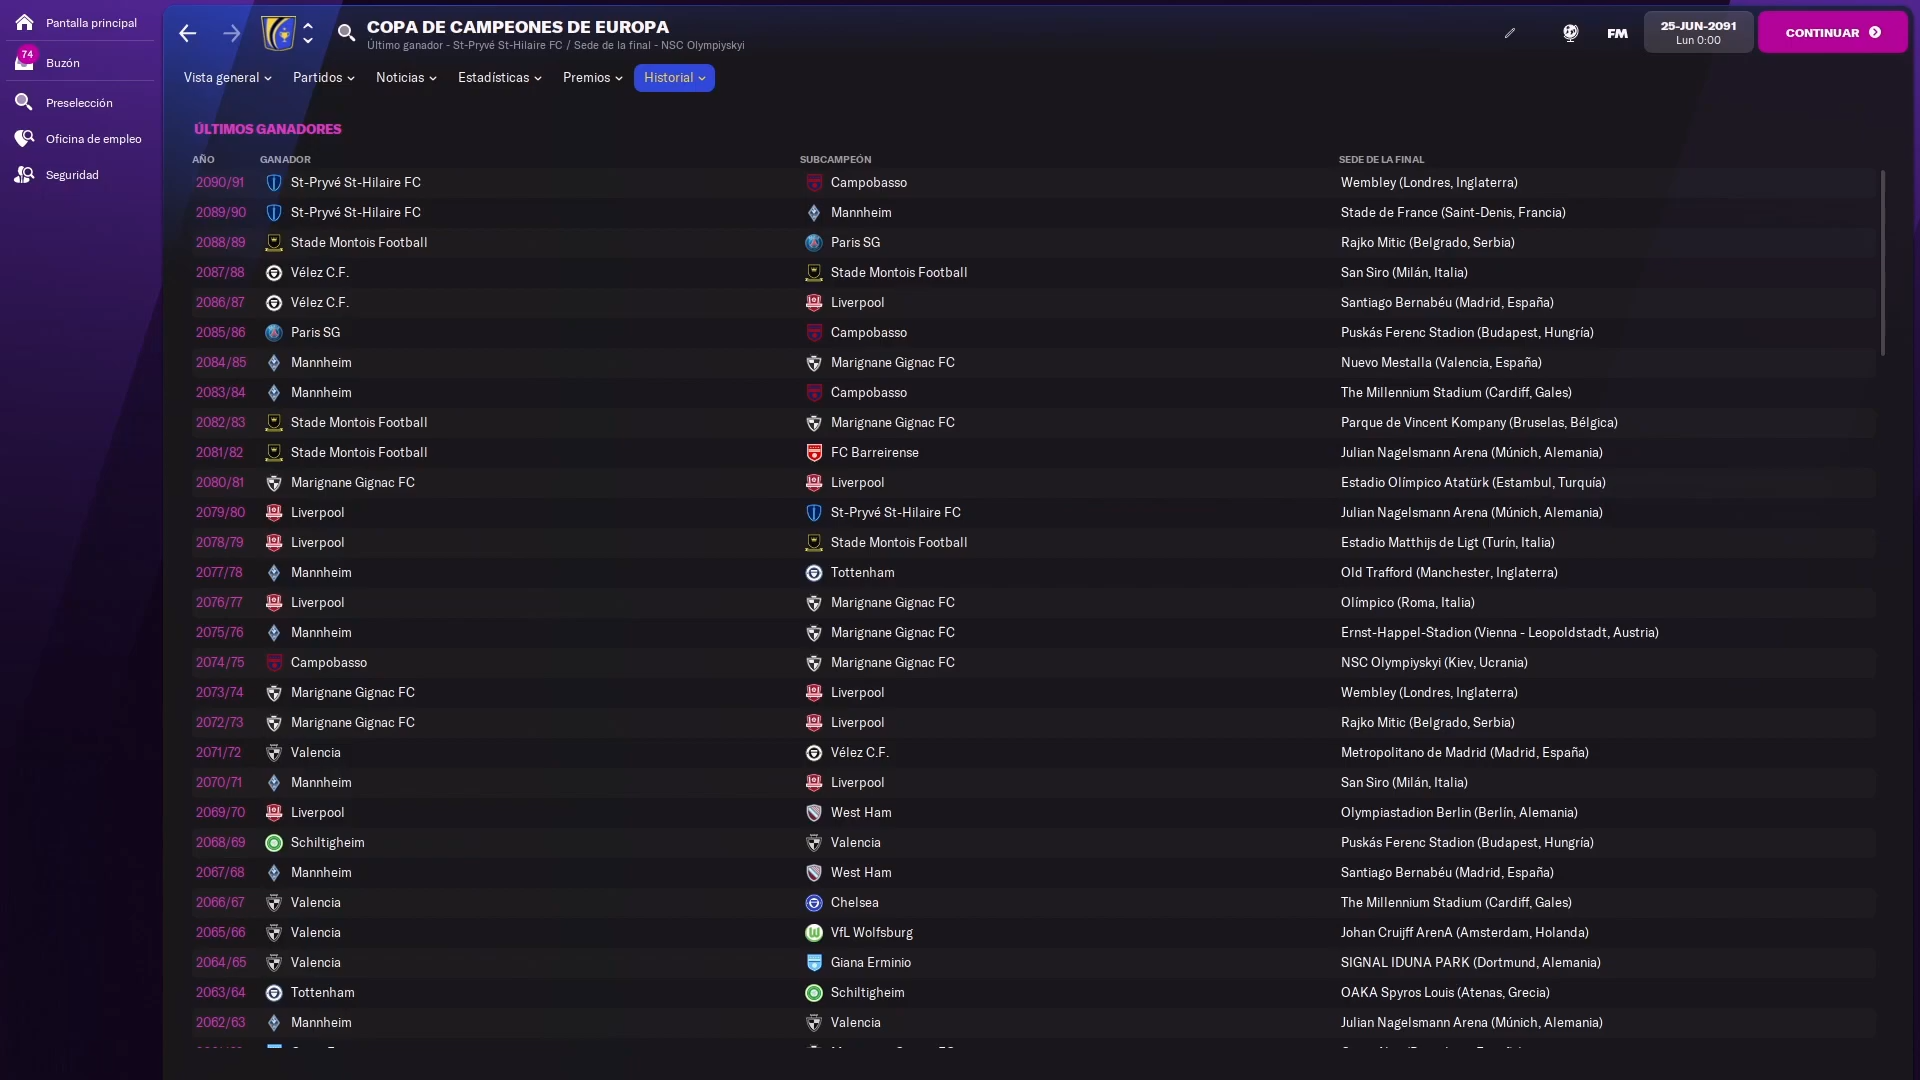 Pantalla principal
74
Buzón
Preselección
Oficina de empleo
Seguridad
COPA DE CAMPEONES DE EUROPA
Último ganador - St-Pryvé St-Hilaire FC / Sede de la final - NSC Olympiyskyi
FM
25-JUN-2091
Lun 0:00
CONTINUAR
Vista general Partidos Noticias Estadísticas Premios Historial
ÚLTIMOS GANADORES
AÑO GANADOR SUBCAMPEÓN SEDE DE LA FINAL
2090/91 St-Pryvé St-Hilaire FC Campobasso Wembley (Londres, Inglaterra)
2089/90 St-Pryvé St-Hilaire FC Mannheim Stade de France (Saint-Denis, Francia)
2088/89 Stade Montois Football Paris SG Rajko Mitic (Belgrado, Serbia)
2087/88 Vélez C.F. Stade Montois Football San Siro (Milán, Italia)
2086/87 Vélez C.F. Liverpool Santiago Bernabéu (Madrid, España)
2085/86 Paris SG Campobasso Puskás Ferenc Stadion (Budapest, Hungría)
2084/85 Mannheim Marignane Gignac FC Nuevo Mestalla (Valencia, España)
2083/84 Mannheim Campobasso The Millennium Stadium (Cardiff, Gales)
2082/83 Stade Montois Football Marignane Gignac FC Parque de Vincent Kompany (Bruselas, Bélgica)
2081/82 Stade Montois Football FC Barreirense Julian Nagelsmann Arena (Múnich, Alemania)
2080/81 Marignane Gignac FC Liverpool Estadio Olímpico Atatürk (Estambul, Turquía)
2079/80 Liverpool St-Pryvé St-Hilaire FC Julian Nagelsmann Arena (Múnich, Alemania)
2078/79 Liverpool Stade Montois Football Estadio Matthijs de Ligt (Turín, Italia)
2077/78 Mannheim Tottenham Old Trafford (Manchester, Inglaterra)
2076/77 Liverpool Marignane Gignac FC Olímpico (Roma, Italia)
2075/76 Mannheim Marignane Gignac FC Ernst-Happel-Stadion (Vienna - Leopoldstadt, Austria)
2074/75 Campobasso Marignane Gignac FC NSC Olympiyskyi (Kiev, Ucrania)
2073/74 Marignane Gignac FC Liverpool Wembley (Londres, Inglaterra)
2072/73 Marignane Gignac FC Liverpool Rajko Mitic (Belgrado, Serbia)
2071/72 Valencia Vélez C.F. Metropolitano de Madrid (Madrid, España)
2070/71 Mannheim Liverpool San Siro (Milán, Italia)
2069/70 Liverpool West Ham Olympiastadion Berlin (Berlín, Alemania)
2068/69 Schiltigheim Valencia Puskás Ferenc Stadion (Budapest, Hungría)
2067/68 Mannheim West Ham Santiago Bernabéu (Madrid, España)
2066/67 Valencia Chelsea The Millennium Stadium (Cardiff, Gales)
2065/66 Valencia VfL Wolfsburg Johan Cruijff ArenA (Amsterdam, Holanda)
2064/65 Valencia Giana Erminio SIGNAL IDUNA PARK (Dortmund, Alemania)
2063/64 Tottenham Schiltigheim OAKA Spyros Louis (Atenas, Grecia)
2062/63 Mannheim Valencia Julian Nagelsmann Arena (Múnich, Alemania)